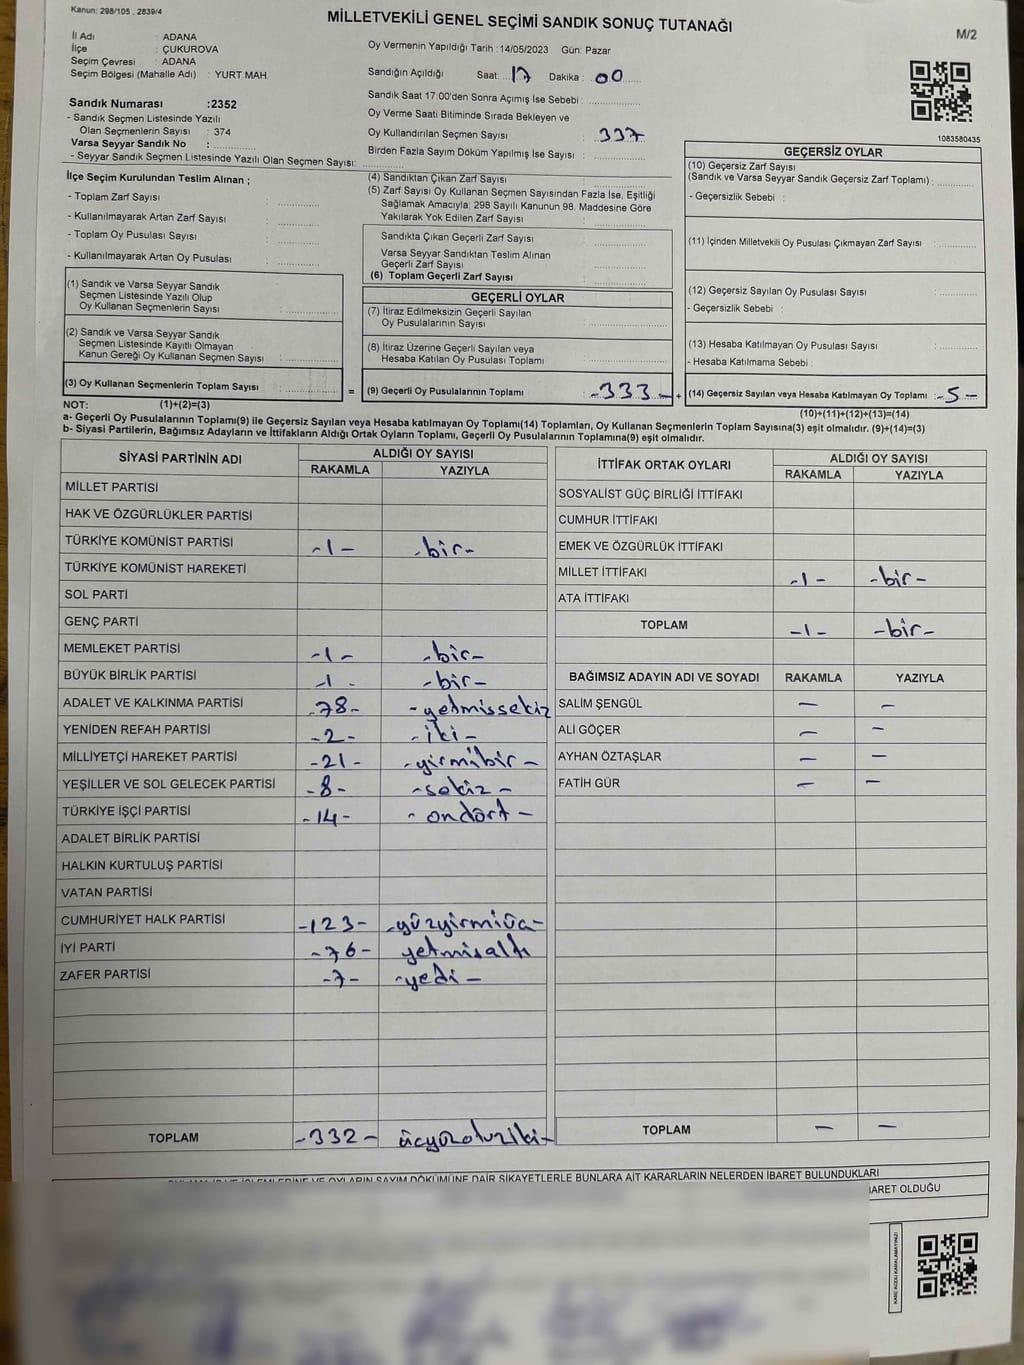 Kanun: 298/105 , 2839/4
MİLLETVEKİLİ GENEL SEÇİMİ SANDIK SONUÇ TUTANAĞI
M/2
İl Adı : ADANA
İlçe : ÇUKUROVA
Seçim Çevresi : ADANA
Seçim Bölgesi (Mahalle Adı) : YURT MAH.
Sandık Numarası :2352
- Sandık Seçmen Listesinde Yazılı
Olan Seçmenlerin Sayısı : 374
Varsa Seyyar Sandık No :
- Seyyar Sandık Seçmen Listesinde Yazılı Olan Seçmen Sayısı:
Oy Vermenin Yapıldığı Tarih :14/05/2023 Gün: Pazar
Sandığın Açıldığı Saat: 17 Dakika : 00
Sandık Saat 17:00'den Sonra Açımış İse Sebebi :
Oy Verme Saati Bitiminde Sırada Bekleyen ve
Oy Kullandırılan Seçmen Sayısı : 337
Birden Fazla Sayım Döküm Yapılmış İse Sayısı :
1083580435
İlçe Seçim Kurulundan Teslim Alınan ;
- Toplam Zarf Sayısı :
- Kullanılmayarak Artan Zarf Sayısı :
- Toplam Oy Pusulası Sayısı :
- Kullanılmayarak Artan Oy Pusulası :
(1) Sandık ve Varsa Seyyar Sandık
Seçmen Listesinde Yazılı Olup
Oy Kullanan Seçmenlerin Sayısı :
(2) Sandık ve Varsa Seyyar Sandık
Seçmen Listesinde Kayıtlı Olmayan
Kanun Gereği Oy Kullanan Seçmen Sayısı :
(3) Oy Kullanan Seçmenlerin Toplam Sayısı :
(4) Sandıktan Çıkan Zarf Sayısı :
(5) Zarf Sayısı Oy Kullanan Seçmen Sayısından Fazla İse, Eşitliği
Sağlamak Amacıyla; 298 Sayılı Kanunun 98. Maddesine Göre
Yakılarak Yok Edilen Zarf Sayısı :
Sandıkta Çıkan Geçerli Zarf Sayısı :
Varsa Seyyar Sandıktan Teslim Alınan
Geçerli Zarf Sayısı :
(6) Toplam Geçerli Zarf Sayısı :
GEÇERLİ OYLAR
(7) İtiraz Edilmeksizin Geçerli Sayılan
Oy Pusulalarının Sayısı :
(8) İtiraz Üzerine Geçerli Sayılan veya
Hesaba Katılan Oy Pusulası Toplamı :
= (9) Geçerli Oy Pusulalarının Toplamı : -333-
GEÇERSİZ OYLAR
(10) Geçersiz Zarf Sayısı
(Sandık ve Varsa Seyyar Sandık Geçersiz Zarf Toplamı) :
- Geçersizlik Sebebi :
(11) İçinden Milletvekili Oy Pusulası Çıkmayan Zarf Sayısı :
(12) Geçersiz Sayılan Oy Pusulası Sayısı :
- Geçersizlik Sebebi :
(13) Hesaba Katılmayan Oy Pusulası Sayısı :
- Hesaba Katılmama Sebebi :
+ (14) Geçersiz Sayılan veya Hesaba Katılmayan Oy Toplamı : -5-
NOT: (1)+(2)=(3)
(10)+(11)+(12)+(13)=(14)
a- Geçerli Oy Pusulalarının Toplamı(9) ile Geçersiz Sayılan veya Hesaba katılmayan Oy Toplamı(14) Toplamları, Oy Kullanan Seçmenlerin Toplam Sayısına(3) eşit olmalıdır. (9)+(14)=(3)
b- Siyasi Partilerin, Bağımsız Adayların ve İttifakların Aldığı Ortak Oyların Toplamı, Geçerli Oy Pusulalarının Toplamına(9) eşit olmalıdır.
SİYASİ PARTİNİN ADI ALDIĞI OY SAYISI
RAKAMLA YAZIYLA
MİLLET PARTİSİ
HAK VE ÖZGÜRLÜKLER PARTİSİ
TÜRKİYE KOMÜNİST PARTİSİ -1- -bir-
TÜRKİYE KOMÜNİST HAREKETİ
SOL PARTİ
GENÇ PARTİ
MEMLEKET PARTİSİ -1- -bir-
BÜYÜK BİRLİK PARTİSİ -1- -bir-
ADALET VE KALKINMA PARTİSİ -78- -yetmissekiz
YENİDEN REFAH PARTİSİ -2- -iki-
MİLLİYETÇİ HAREKET PARTİSİ -21- -yirmibir-
YEŞİLLER VE SOL GELECEK PARTİSİ -8- -sekiz-
TÜRKİYE İŞÇİ PARTİSİ -14- -ondört-
ADALET BİRLİK PARTİSİ
HALKIN KURTULUŞ PARTİSİ
VATAN PARTİSİ
CUMHURİYET HALK PARTİSİ -123- -yüzyirmiüç-
İYİ PARTİ -76- yetmisaltı
ZAFER PARTİSİ -7- -yedi-
TOPLAM -332- üçyüzotuziki-
İTTİFAK ORTAK OYLARI ALDIĞI OY SAYISI
RAKAMLA YAZIYLA
SOSYALİST GÜÇ BİRLİĞİ İTTİFAKI
CUMHUR İTTİFAKI
EMEK VE ÖZGÜRLÜK İTTİFAKI
MİLLET İTTİFAKI -1- -bir-
ATA İTTİFAKI
TOPLAM -1- -bir-
BAĞIMSIZ ADAYIN ADI VE SOYADI RAKAMLA YAZIYLA
SALİM ŞENGÜL - -
ALİ GÖÇER - -
AYHAN ÖZTAŞLAR - -
FATİH GÜR - -
TOPLAM - -
OYLARIN SAYIM DÖKÜMÜNE DAİR ŞİKAYETLERLE BUNLARA AİT KARARLARIN NELERDEN İBARET BULUNDUKLARI
İBARET OLDUĞU